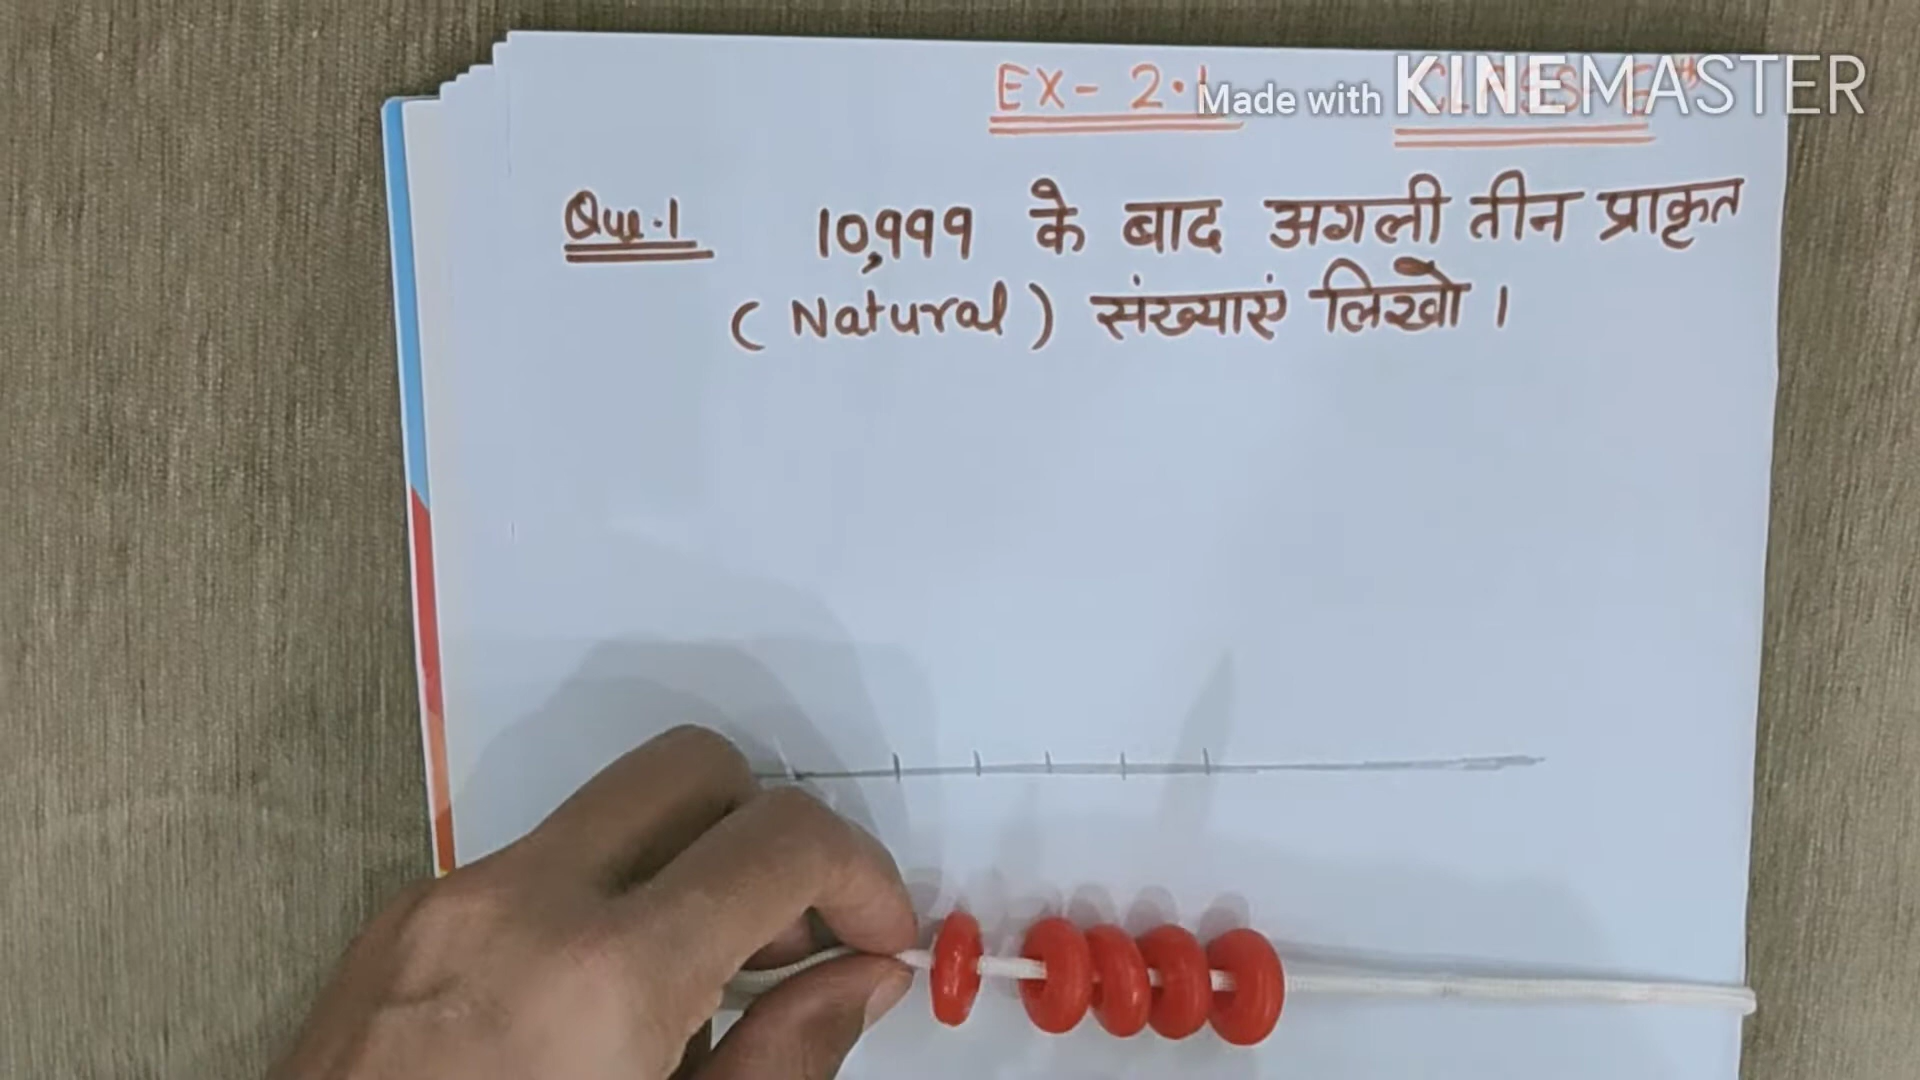 EX- 2.1
Made with KINEMASTER
Que.1 10,999 के बाद अगली तीन प्राकृत
( Natural ) संख्याएं लिखो ।